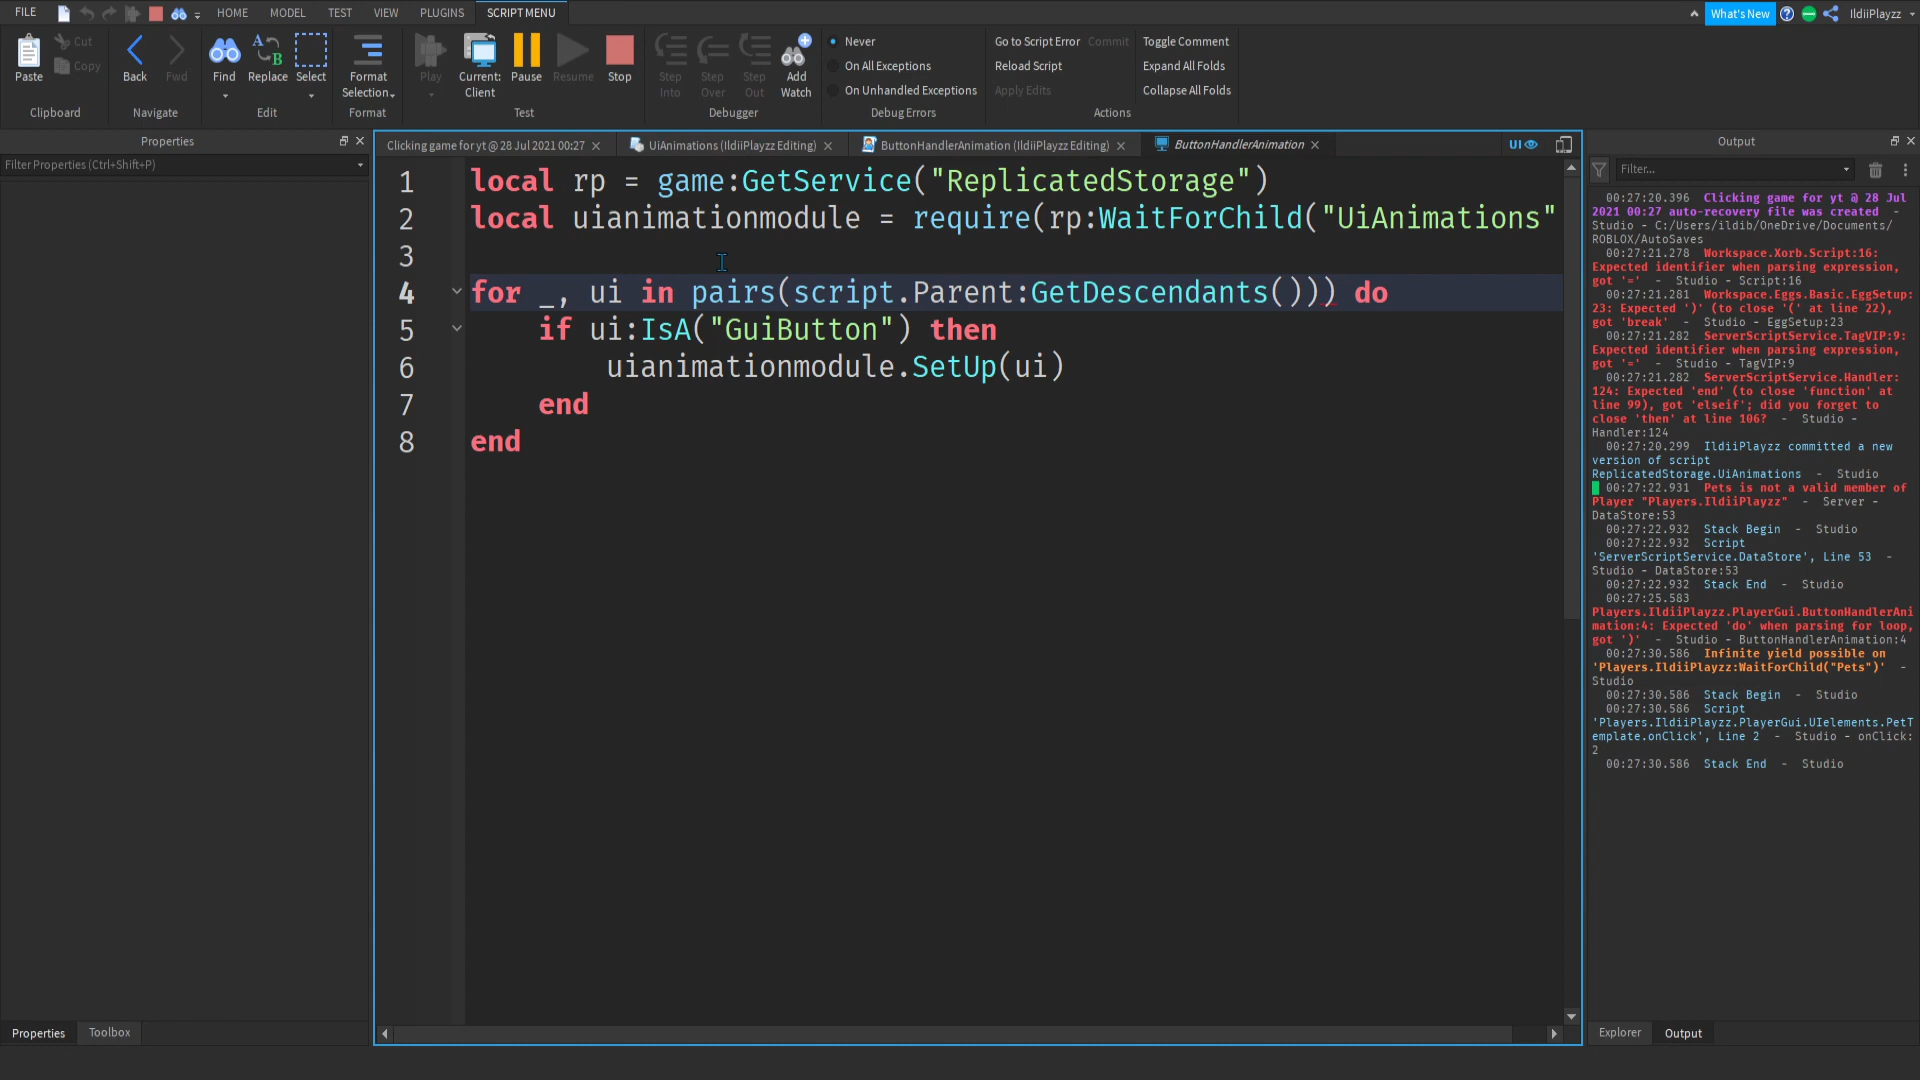 FILE HOME MODEL TEST VIEW PLUGINS SCRIPT MENU What's New IldiiPlayzz
Paste Cut Copy Back Fwd Find Replace Select Format Selection Play Current: Client Pause Resume Stop Step Into Step Over Step Out Add Watch
Never Go to Script Error Commit Toggle Comment
On All Exceptions Reload Script Expand All Folds
On Unhandled Exceptions Apply Edits Collapse All Folds
Clipboard Navigate Edit Format Test Debugger Debug Errors Actions
Properties
Filter Properties (Ctrl+Shift+P)
Clicking game for yt @ 28 Jul 2021 00:27 UiAnimations (IldiiPlayzz Editing) ButtonHandlerAnimation (IldiiPlayzz Editing) ButtonHandlerAnimation UI
1 local rp = game:GetService("ReplicatedStorage")
2 local uianimationmodule = require(rp:WaitForChild("UiAnimations"
3
4 for _, ui in pairs(script.Parent:GetDescendants())) do
5 if ui:IsA("GuiButton") then
6 uianimationmodule.SetUp(ui)
7 end
8 end
Output
Filter...
00:27:20.396 Clicking game for yt @ 28 Jul
2021 00:27 auto-recovery file was created -
Studio - C:/Users/ildib/OneDrive/Documents/
ROBLOX/AutoSaves
00:27:21.278 Workspace.Xorb.Script:16:
Expected identifier when parsing expression,
got '=' - Studio - Script:16
00:27:21.281 Workspace.Eggs.Basic.EggSetup:
23: Expected ')' (to close '(' at line 22),
got 'break' - Studio - EggSetup:23
00:27:21.282 ServerScriptService.TagVIP:9:
Expected identifier when parsing expression,
got '=' - Studio - TagVIP:9
00:27:21.282 ServerScriptService.Handler:
124: Expected 'end' (to close 'function' at
line 99), got 'elseif'; did you forget to
close 'then' at line 106? - Studio -
Handler:124
00:27:20.299 IldiiPlayzz committed a new
version of script
ReplicatedStorage.UiAnimations - Studio
00:27:22.931 Pets is not a valid member of
Player "Players.IldiiPlayzz" - Server -
DataStore:53
00:27:22.932 Stack Begin - Studio
00:27:22.932 Script
'ServerScriptService.DataStore', Line 53 -
Studio - DataStore:53
00:27:22.932 Stack End - Studio
00:27:25.583
Players.IldiiPlayzz.PlayerGui.ButtonHandlerAni
mation:4: Expected 'do' when parsing for loop,
got ')' - Studio - ButtonHandlerAnimation:4
00:27:30.586 Infinite yield possible on
'Players.IldiiPlayzz:WaitForChild("Pets")' -
Studio
00:27:30.586 Stack Begin - Studio
00:27:30.586 Script
'Players.IldiiPlayzz.PlayerGui.UIelements.PetT
emplate.onClick', Line 2 - Studio - onClick:
2
00:27:30.586 Stack End - Studio
Properties Toolbox
Explorer Output